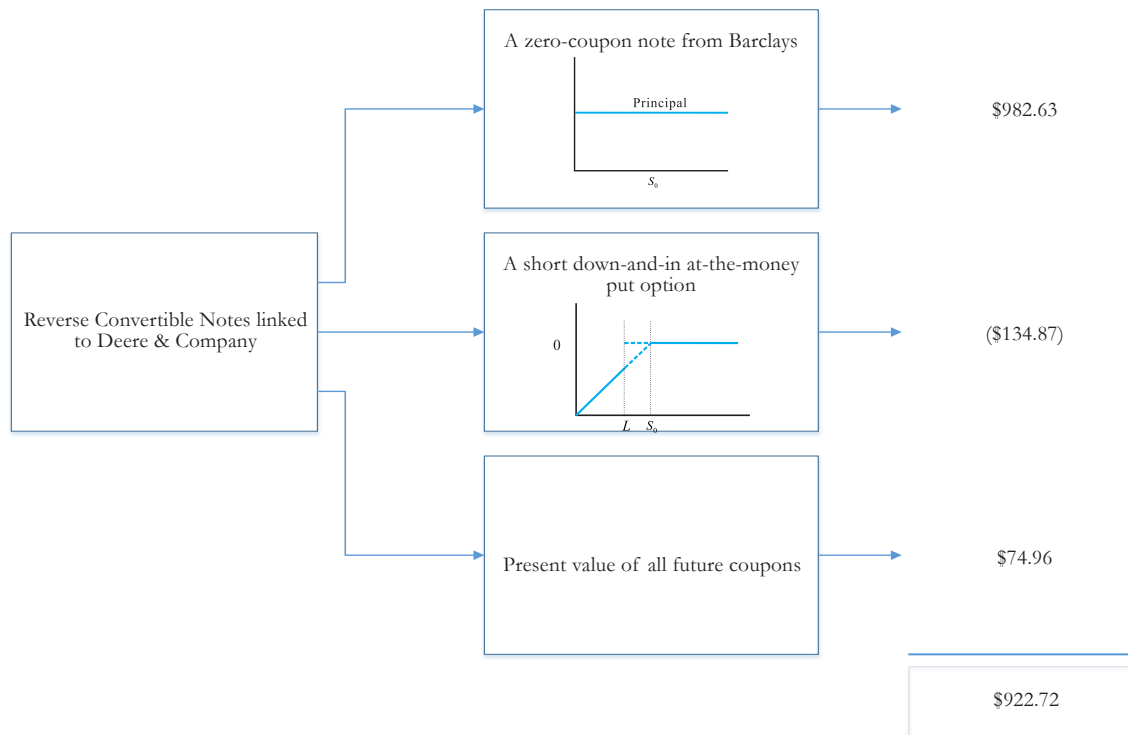 A zero-coupon note from Barclays
Principal
S₀
$982.63
Reverse Convertible Notes linked
to Deere & Company
A short down-and-in at-the-money
put option
0
L S₀
($134.87)
Present value of all future coupons
$74.96
$922.72